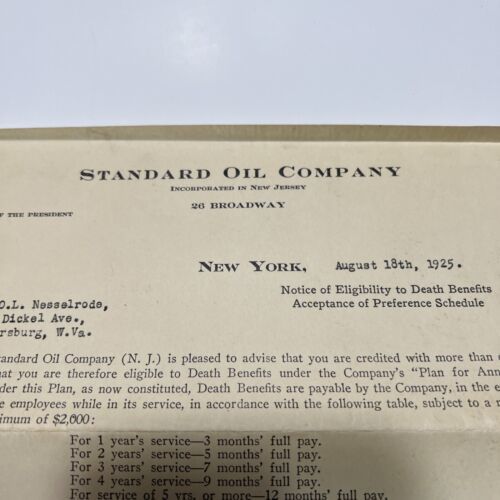 STANDARD OIL COMPANY
INCORPORATED IN NEW JERSEY
26 BROADWAY
OF THE PRESIDENT
NEW YORK, August 18th, 1925.
Notice of Eligibility to Death Benefits
Acceptance of Preference Schedule
O.L. Nesselrode,
Dickel Ave.,
rsburg, W.Va.
tandard Oil Company (N. J.) is pleased to advise that you are credited with more than
at you are therefore eligible to Death Benefits under the Company's "Plan for Ann
der this Plan, as now constituted, Death Benefits are payable by the Company, in the e
e employees while in its service, in accordance with the following table, subject to a
imum of $2,000:
For 1 year's service—3 months' full pay.
For 2 years' service—5 months' full pay.
For 3 years' service—7 months' full pay.
For 4 years' service—9 months' full pay.
For service of 5 yrs. or more—12 months' full pay.